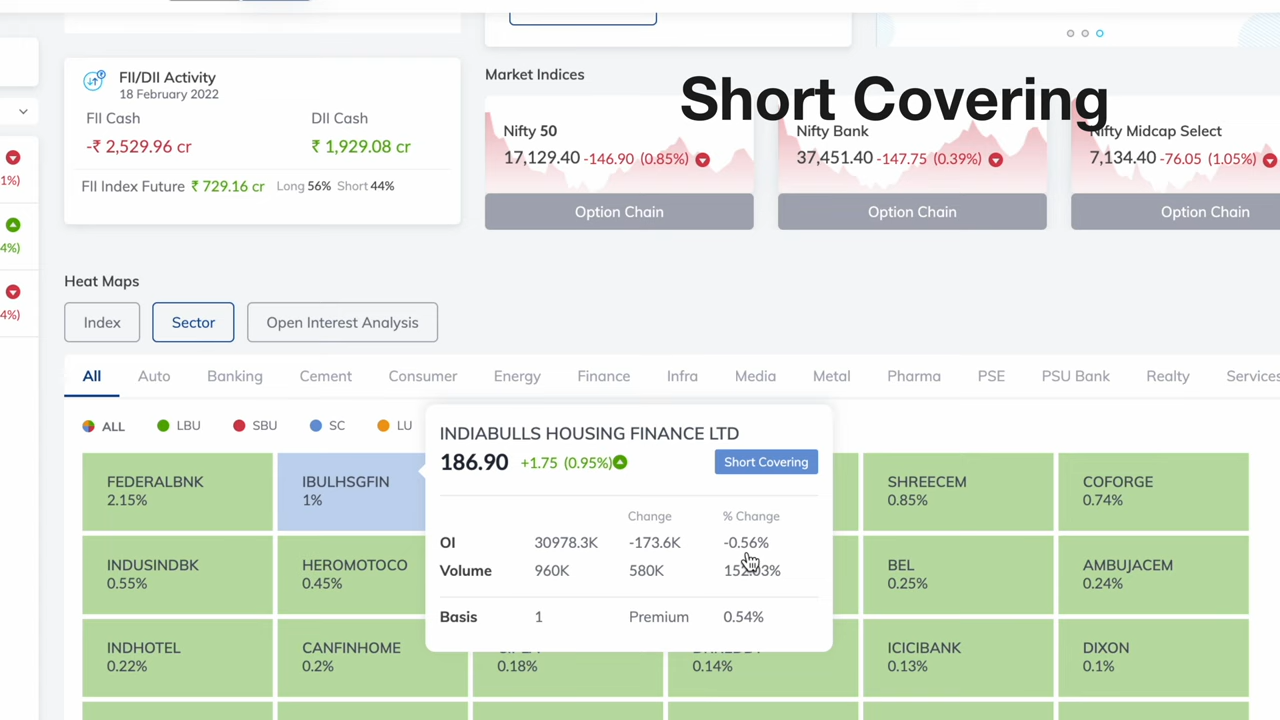 Short Covering
FII/DII Activity
18 February 2022
FII Cash
DII Cash
-₹ 2,529.96 cr
₹ 1,929.08 cr
FII Index Future ₹ 729.16 cr Long 56% Short 44%
Market Indices
Nifty 50
17,129.40 -146.90 (0.85%)
Option Chain
Nifty Bank
37,451.40 -147.75 (0.39%)
Option Chain
Nifty Midcap Select
7,134.40 -76.05 (1.05%)
Option Chain
1%)
4%)
4%)
Heat Maps
Index Sector Open Interest Analysis
All Auto Banking Cement Consumer Energy Finance Infra Media Metal Pharma PSE PSU Bank Realty Services
ALL LBU SBU SC LU
INDIABULLS HOUSING FINANCE LTD
186.90 +1.75 (0.95%) Short Covering
Change % Change
OI 30978.3K -173.6K -0.56%
Volume 960K 580K
Basis 1 Premium 0.54%
FEDERALBNK
2.15%
IBULHSGFIN
1%
SHREECEM
0.85%
COFORGE
0.74%
INDUSINDBK
0.55%
HEROMOTOCO
0.45%
BEL
0.25%
AMBUJACEM
0.24%
INDHOTEL
0.22%
CANFINHOME
0.2%
0.18%
0.14%
ICICIBANK
0.13%
DIXON
0.1%